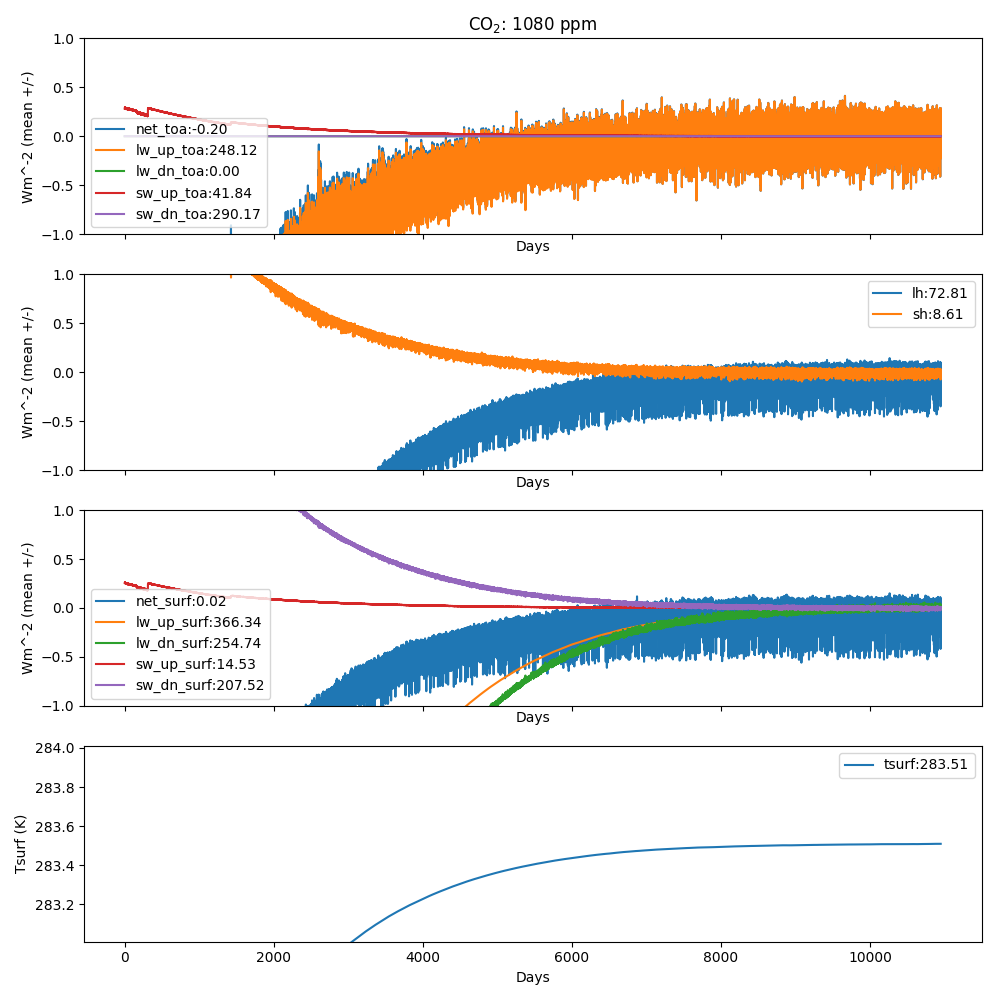 CO₂: 1080 ppm
1.0
0.5
0.0
−0.5
−1.0
Wm^-2 (mean +/-)
net_toa:-0.20
lw_up_toa:248.12
lw_dn_toa:0.00
sw_up_toa:41.84
sw_dn_toa:290.17
Days
1.0
0.5
0.0
−0.5
−1.0
Wm^-2 (mean +/-)
lh:72.81
sh:8.61
Days
1.0
0.5
0.0
−0.5
−1.0
Wm^-2 (mean +/-)
net_surf:0.02
lw_up_surf:366.34
lw_dn_surf:254.74
sw_up_surf:14.53
sw_dn_surf:207.52
Days
284.0
283.8
283.6
283.4
283.2
Tsurf (K)
tsurf:283.51
0 2000 4000 6000 8000 10000
Days